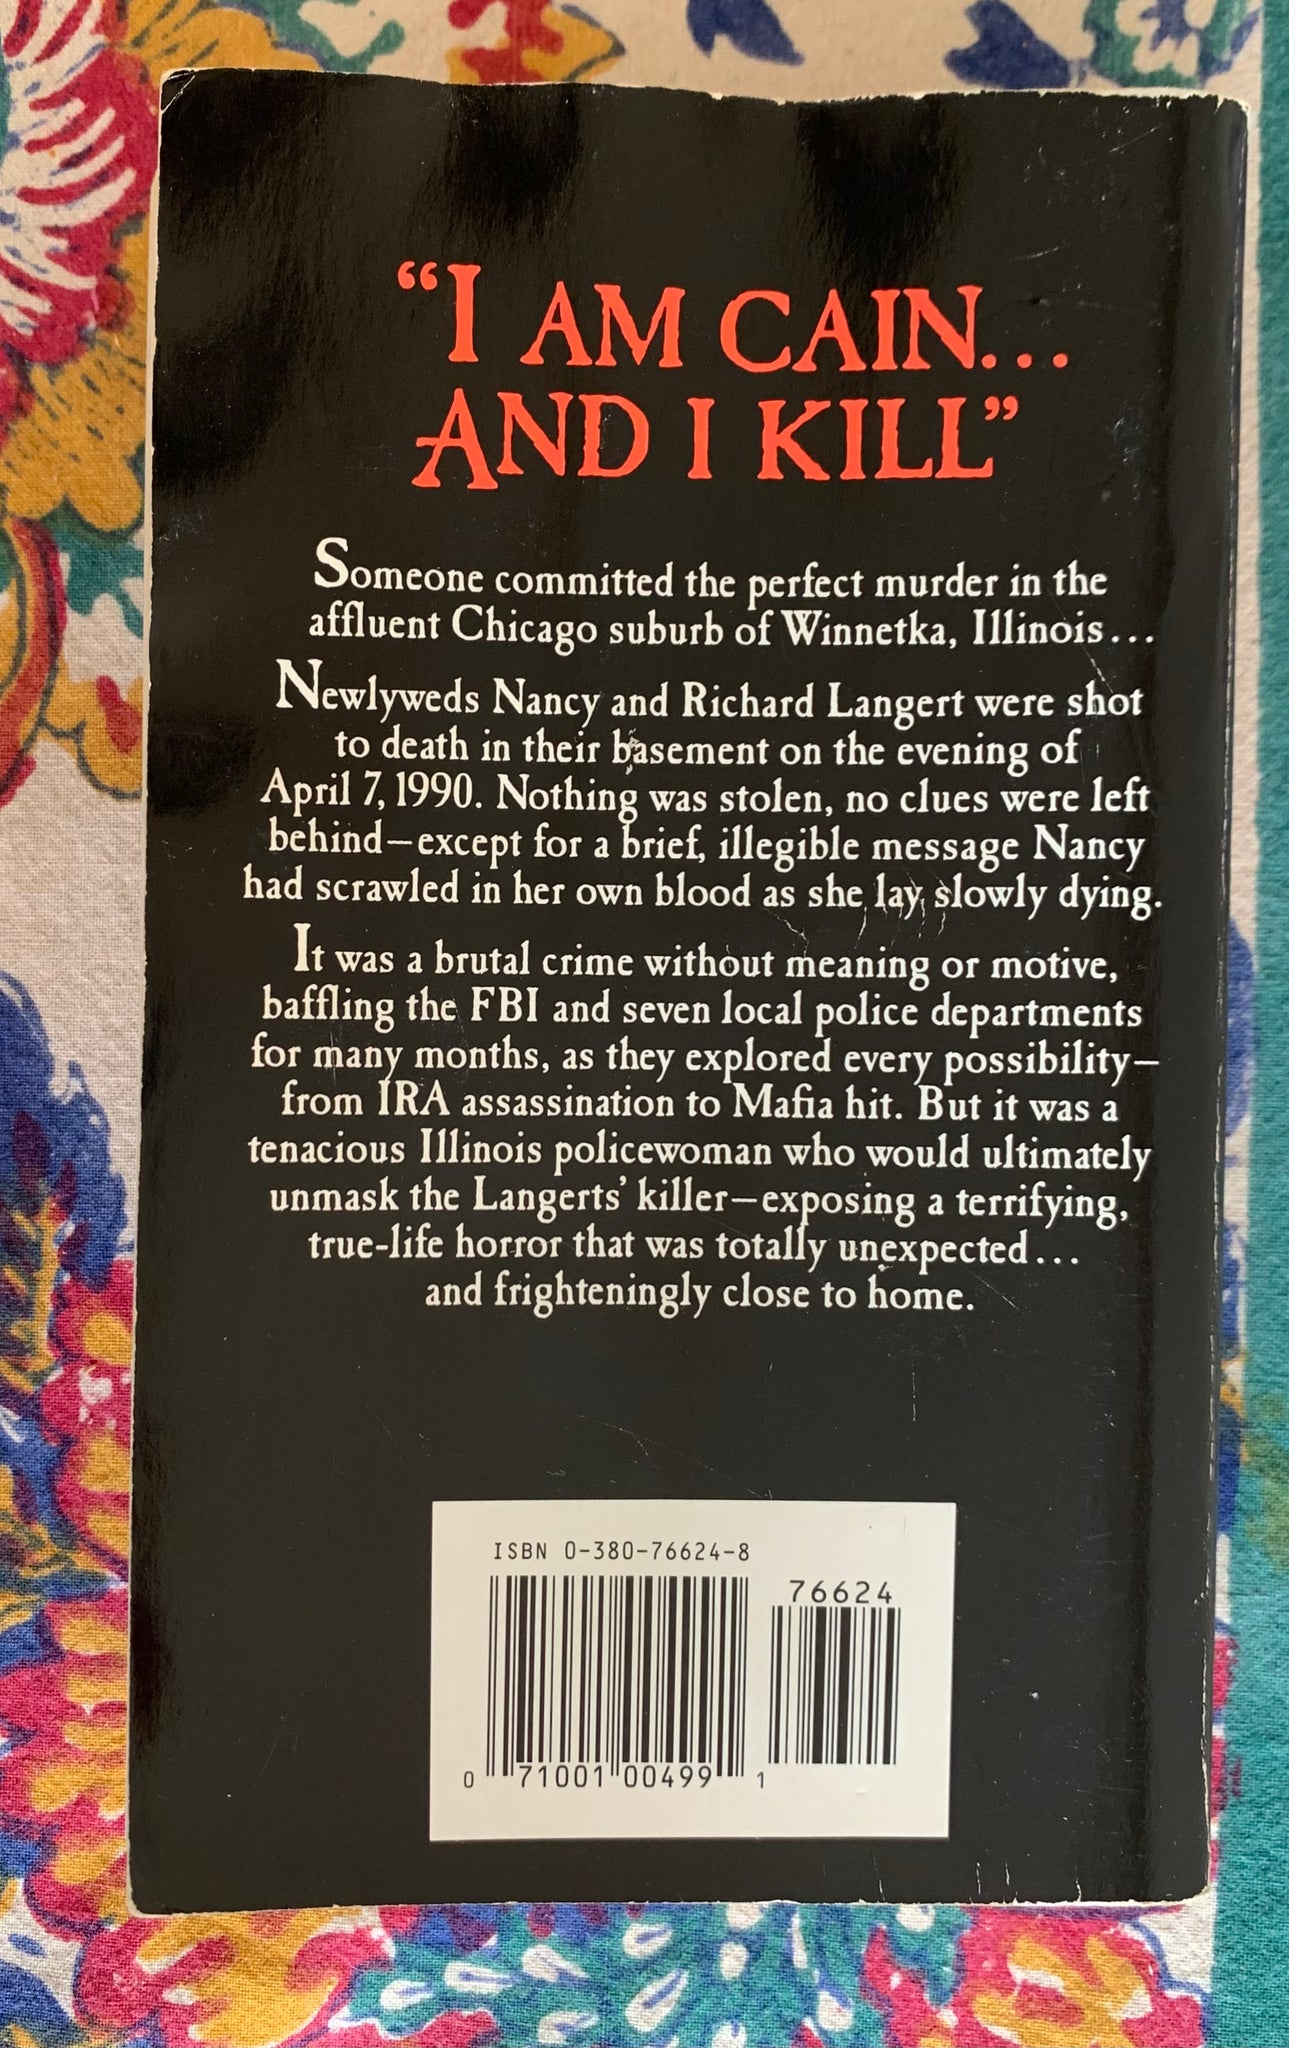 “I AM CAIN...
AND I KILL”
Someone committed the perfect murder in the
affluent Chicago suburb of Winnetka, Illinois...
Newlyweds Nancy and Richard Langert were shot
to death in their basement on the evening of
April 7, 1990. Nothing was stolen, no clues were left
behind—except for a brief, illegible message Nancy
had scrawled in her own blood as she lay, slowly dying.
It was a brutal crime without meaning or motive,
baffling the FBI and seven local police departments
for many months, as they explored every possibility—
from IRA assassination to Mafia hit. But it was a
tenacious Illinois policewoman who would ultimately
unmask the Langerts’ killer—exposing a terrifying,
true-life horror that was totally unexpected...
and frighteningly close to home.
ISBN 0-380-76624-8
76624
0 71001 00499 1